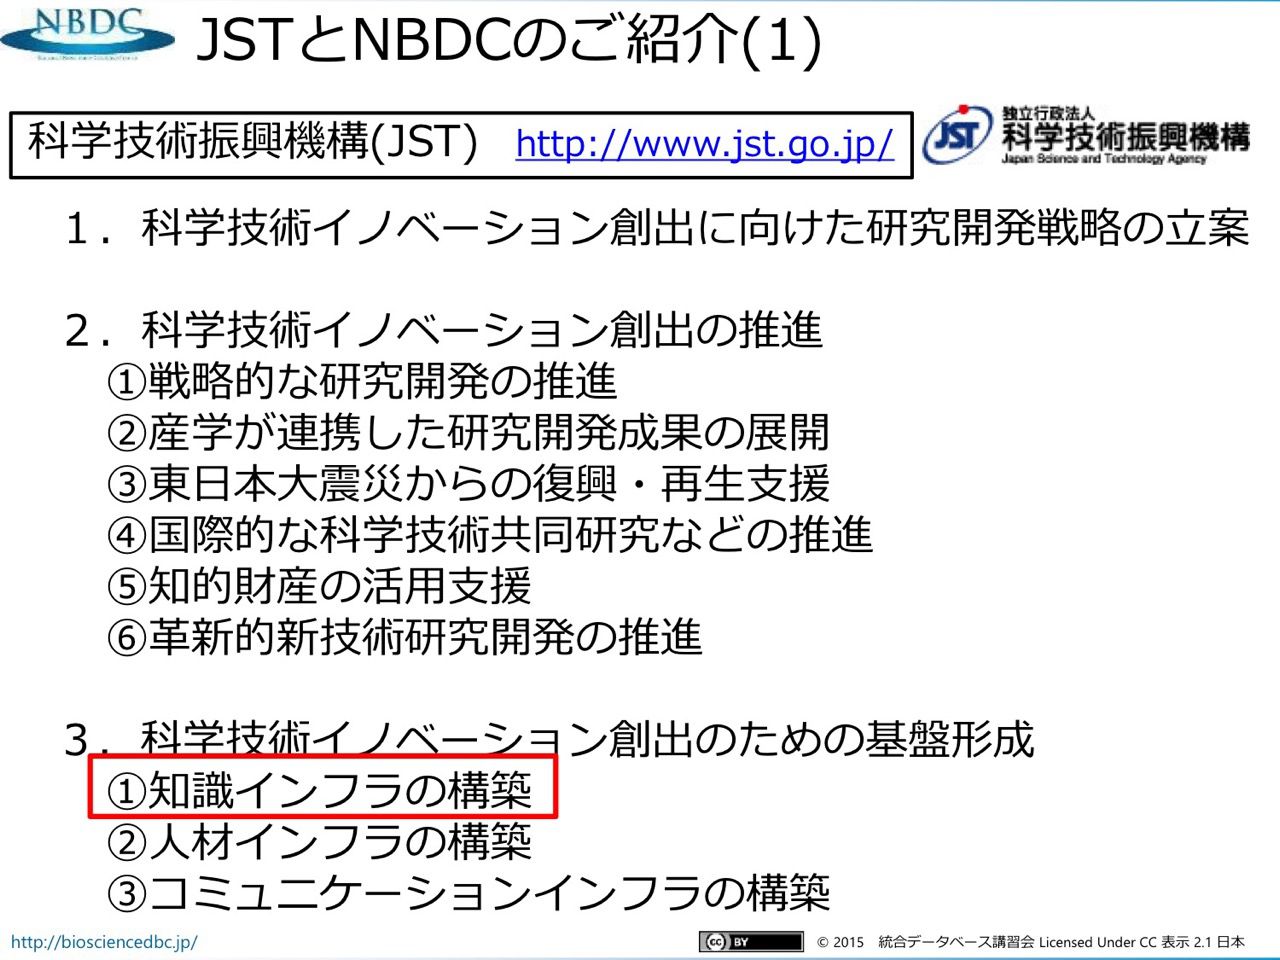 NBDC
JSTとNBDCのご紹介(1)
科学技術振興機構(JST) http://www.jst.go.jp/
JST
独立行政法人
科学技術振興機構
Japan Science and Technology Agency
１．科学技術イノベーション創出に向けた研究開発戦略の立案
２．科学技術イノベーション創出の推進
①戦略的な研究開発の推進
②産学が連携した研究開発成果の展開
③東日本大震災からの復興・再生支援
④国際的な科学技術共同研究などの推進
⑤知的財産の活用支援
⑥革新的新技術研究開発の推進
３．科学技術イノベーション創出のための基盤形成
①知識インフラの構築
②人材インフラの構築
③コミュニケーションインフラの構築
http://biosciencedbc.jp/
cc BY
© 2015 統合データベース講習会 Licensed Under CC 表示 2.1 日本